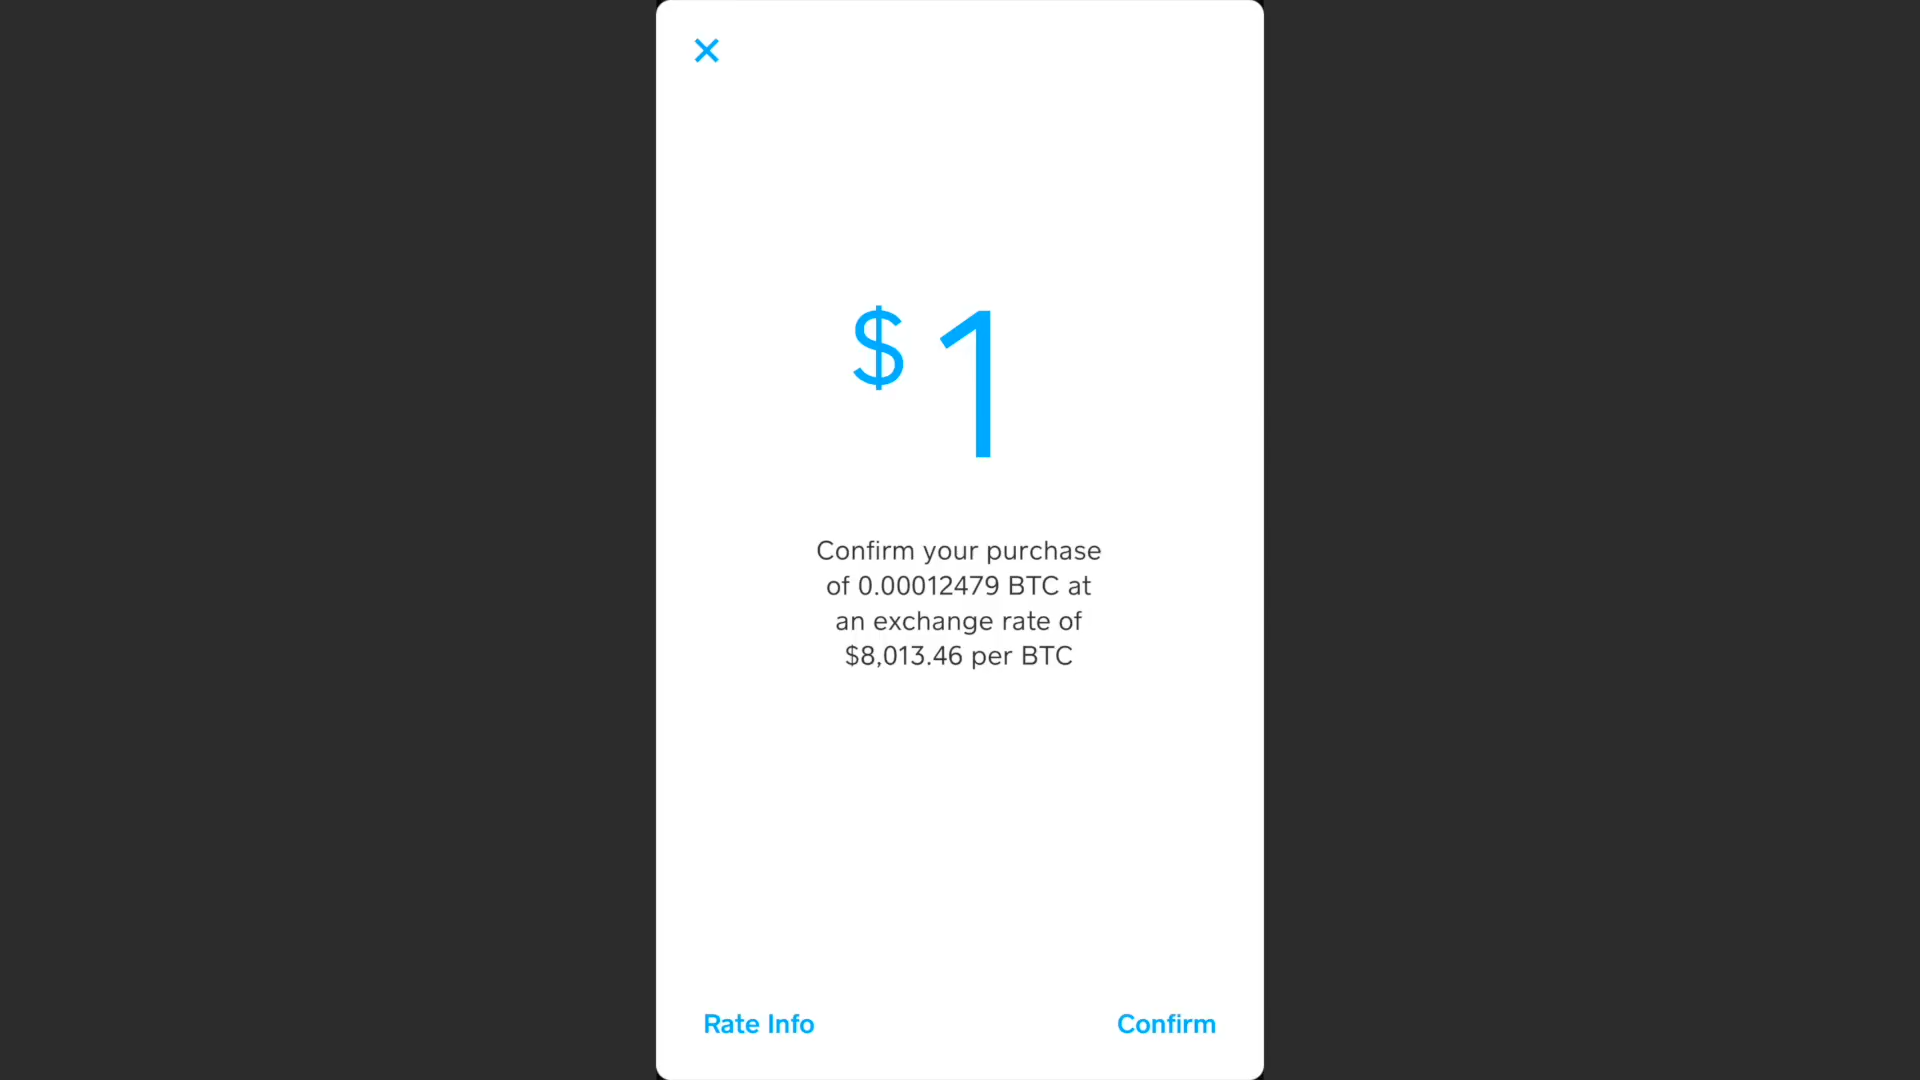 $1
Confirm your purchase
of 0.00012479 BTC at
an exchange rate of
$8,013.46 per BTC
Rate Info
Confirm